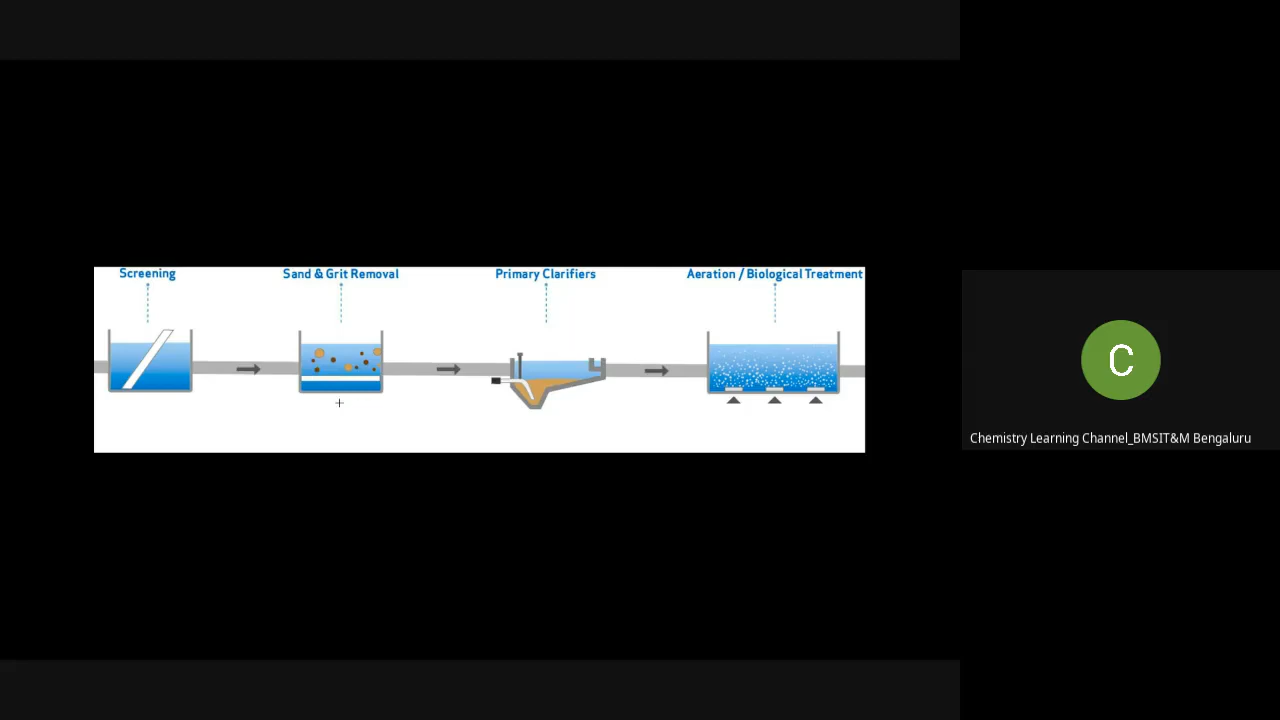 Screening
Sand & Grit Removal
Primary Clarifiers
Aeration / Biological Treatment
C
Chemistry Learning Channel_BMSIT&M Bengaluru